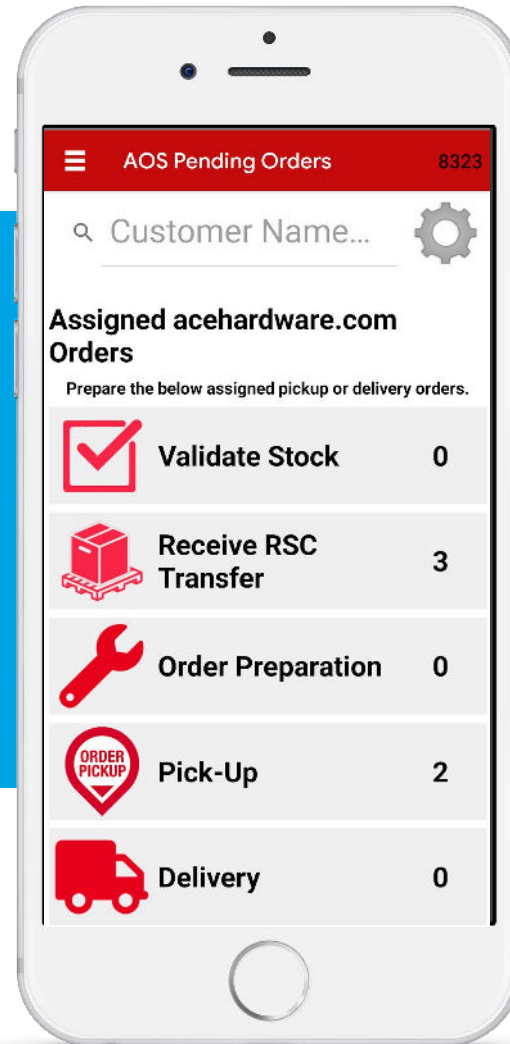 AOS Pending Orders 8323
Customer Name...
Assigned acehardware.com
Orders
Prepare the below assigned pickup or delivery orders.
Validate Stock 0
Receive RSC
Transfer 3
Order Preparation 0
ORDER
PICKUP
Pick-Up 2
Delivery 0